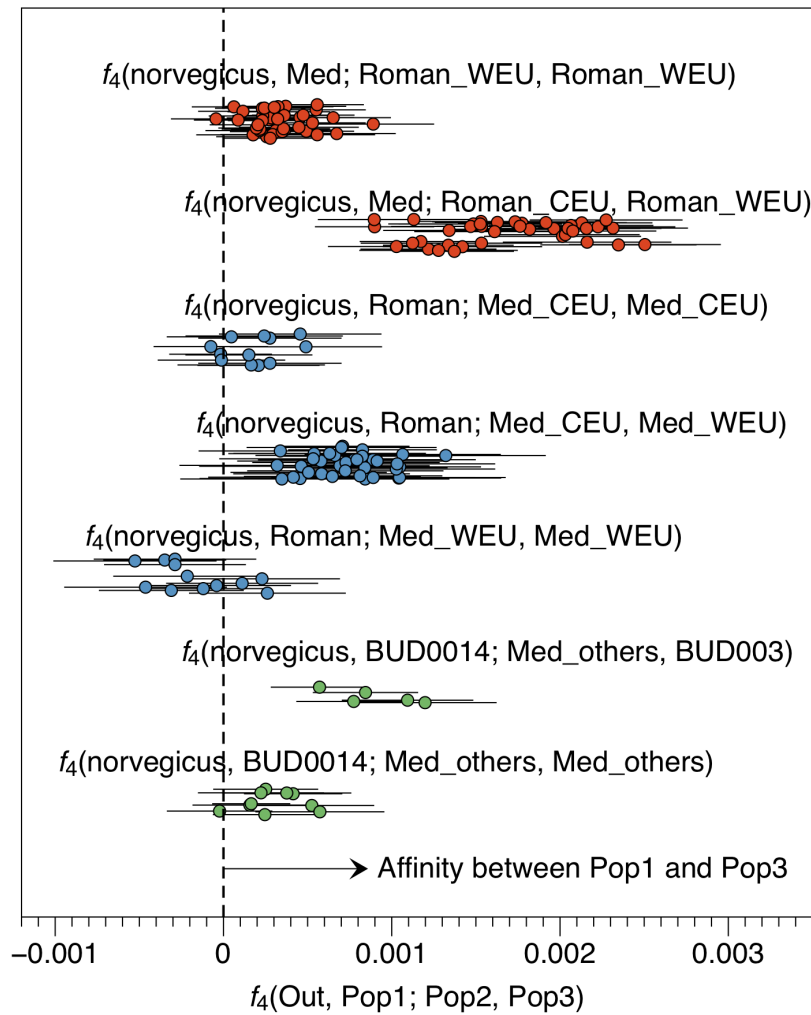 f4(norvegicus, Med; Roman_WEU, Roman_WEU)
f4(norvegicus, Med; Roman_CEU, Roman_WEU)
f4(norvegicus, Roman; Med_CEU, Med_CEU)
f4(norvegicus, Roman; Med_CEU, Med_WEU)
f4(norvegicus, Roman; Med_WEU, Med_WEU)
f4(norvegicus, BUD0014; Med_others, BUD003)
f4(norvegicus, BUD0014; Med_others, Med_others)
Affinity between Pop1 and Pop3
−0.001 0 0.001 0.002 0.003
f4(Out, Pop1; Pop2, Pop3)